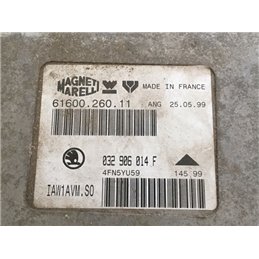 MAGNETI MARELLI
MADE IN FRANCE
61600.260.11 ANG 25.05.99
032 906 014 F
4FN5YU59 145 99
IAW1AVM.S0